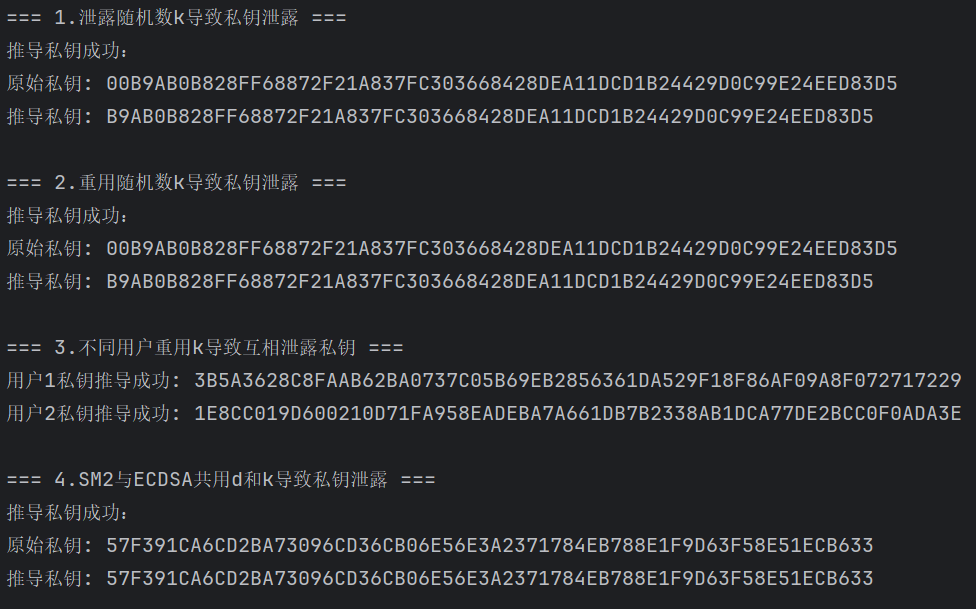 === 1.泄露随机数k导致私钥泄露 ===
推导私钥成功:
原始私钥: 00B9AB0B828FF68872F21A837FC303668428DEA11DCD1B24429D0C99E24EED83D5
推导私钥: B9AB0B828FF68872F21A837FC303668428DEA11DCD1B24429D0C99E24EED83D5
=== 2.重用随机数k导致私钥泄露 ===
推导私钥成功:
原始私钥: 00B9AB0B828FF68872F21A837FC303668428DEA11DCD1B24429D0C99E24EED83D5
推导私钥: B9AB0B828FF68872F21A837FC303668428DEA11DCD1B24429D0C99E24EED83D5
=== 3.不同用户重用k导致互相泄露私钥 ===
用户1私钥推导成功: 3B5A3628C8FAAB62BA0737C05B69EB2856361DA529F18F86AF09A8F072717229
用户2私钥推导成功: 1E8CC019D600210D71FA958EADEBA7A661DB7B2338AB1DCA77DE2BCC0F0ADA3E
=== 4.SM2与ECDSA共用d和k导致私钥泄露 ===
推导私钥成功:
原始私钥: 57F391CA6CD2BA73096CD36CB06E56E3A2371784EB788E1F9D63F58E51ECB633
推导私钥: 57F391CA6CD2BA73096CD36CB06E56E3A2371784EB788E1F9D63F58E51ECB633